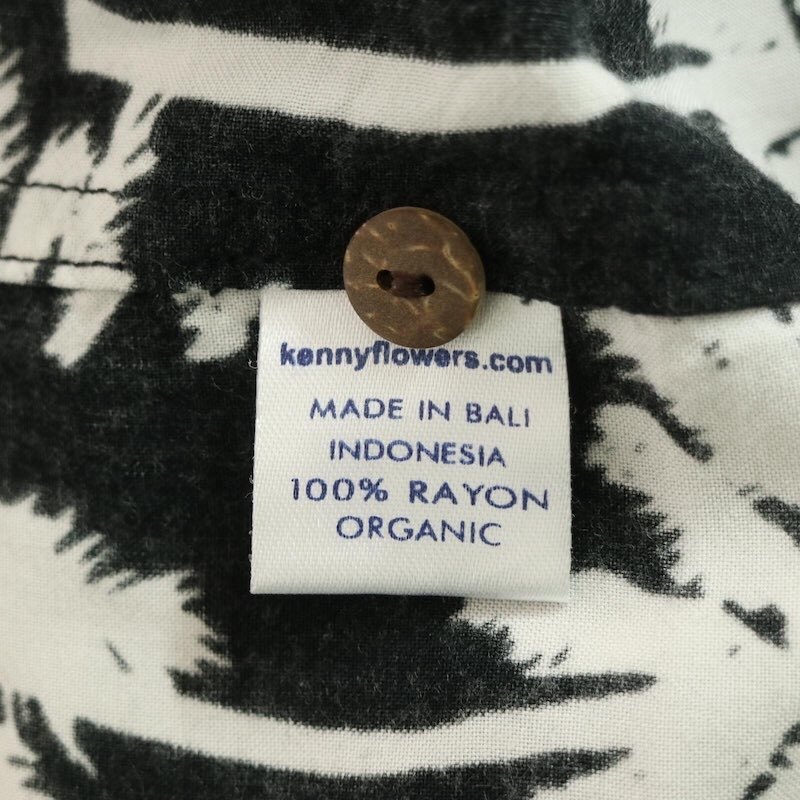 kennyflowers.com
MADE IN BALI
INDONESIA
100% RAYON
ORGANIC